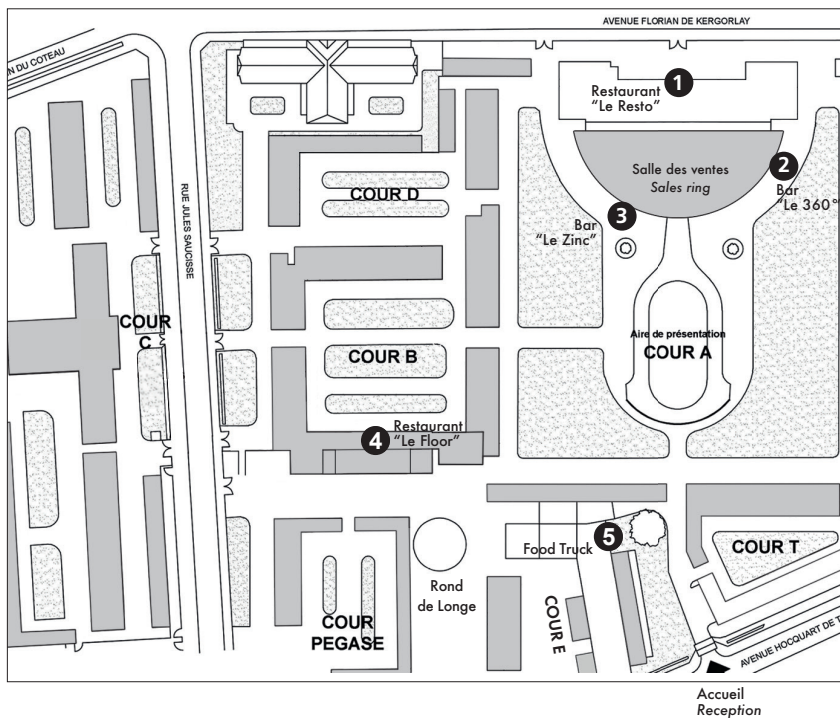 AVENUE FLORIAN DE KERGORLAY
N DU COTEAU
1
Restaurant
"Le Resto"
Salle des ventes
Sales ring
2
Bar
"Le 360°
3
Bar
"Le Zinc"
COUR D
RUE JULES SAUCISSE
COUR
C
COUR B
Aire de présentation
COUR A
4
Restaurant
"Le Floor"
5
Food Truck
COUR T
Rond
de Longe
COUR E
COUR
PEGASE
AVENUE HOCQUART DE T
Accueil
Reception